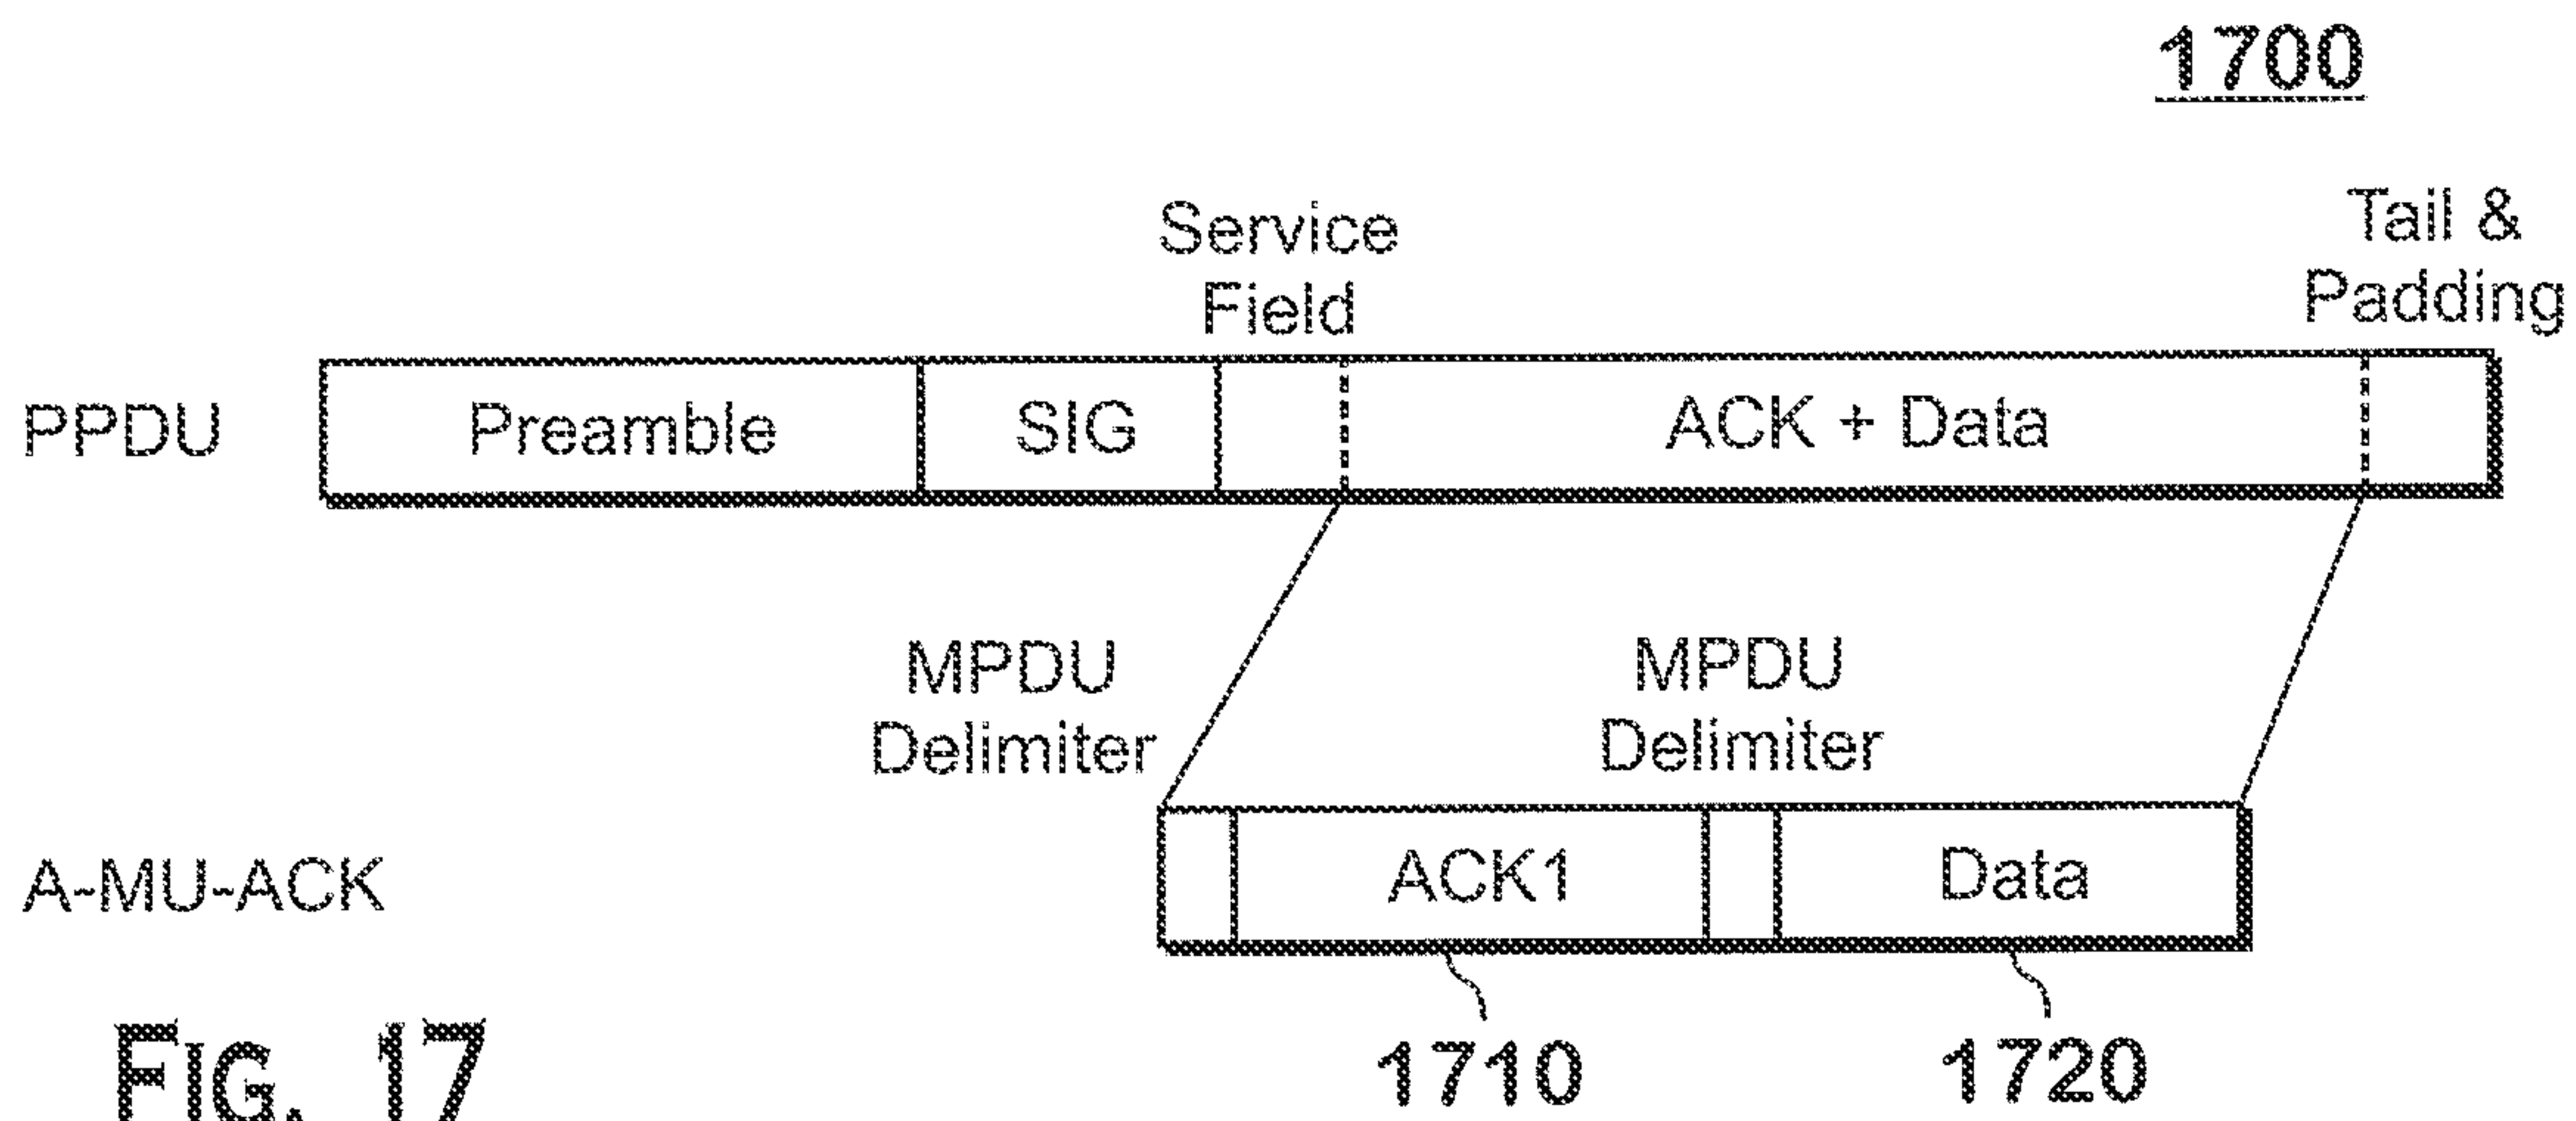 1700
Service
Field
Tail &
Padding
PPDU
Preamble
SIG
ACK + Data
MPDU
Delimiter
MPDU
Delimiter
A-MU-ACK
ACK1
Data
1710
1720
FIG. 17